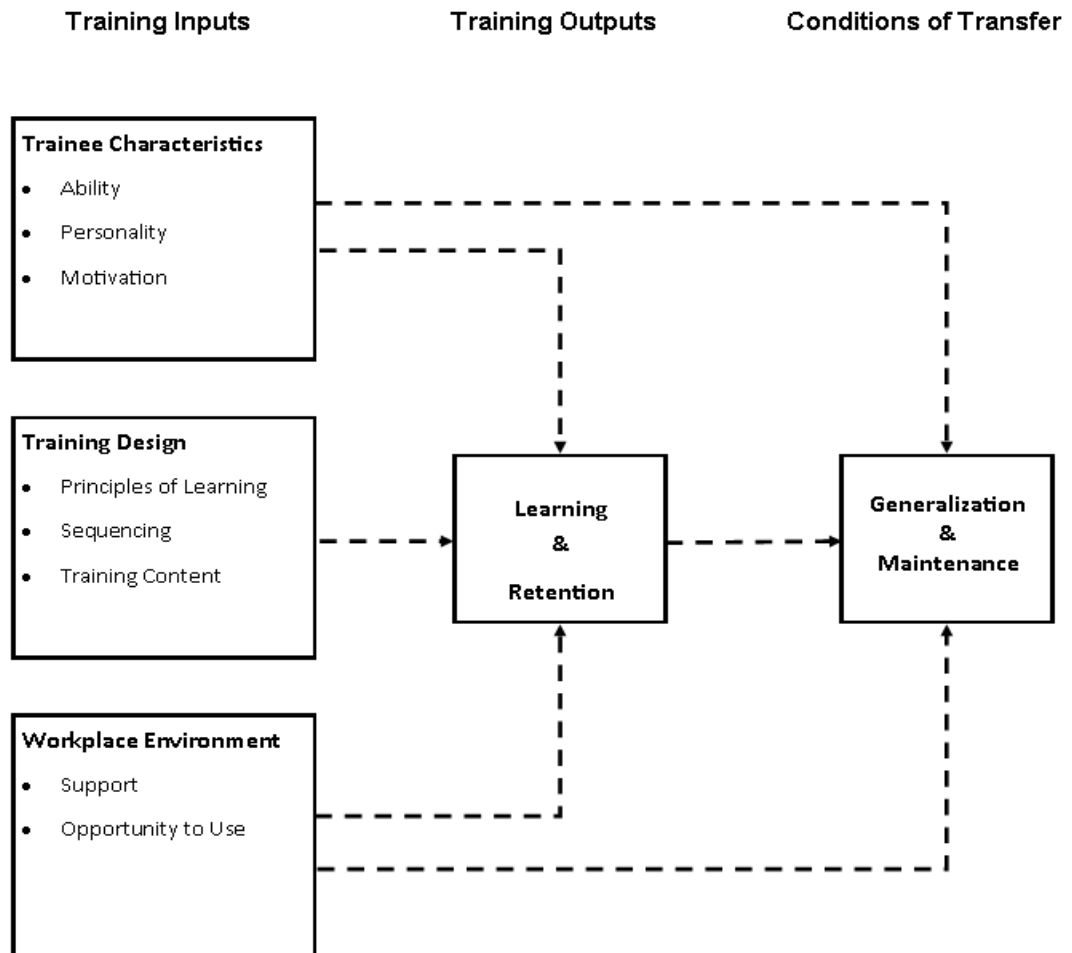 Training Inputs
Training Outputs
Conditions of Transfer
Trainee Characteristics
• Ability
• Personality
• Motivation
Training Design
• Principles of Learning
• Sequencing
• Training Content
Workplace Environment
• Support
• Opportunity to Use
Learning
&
Retention
Generalization
&
Maintenance